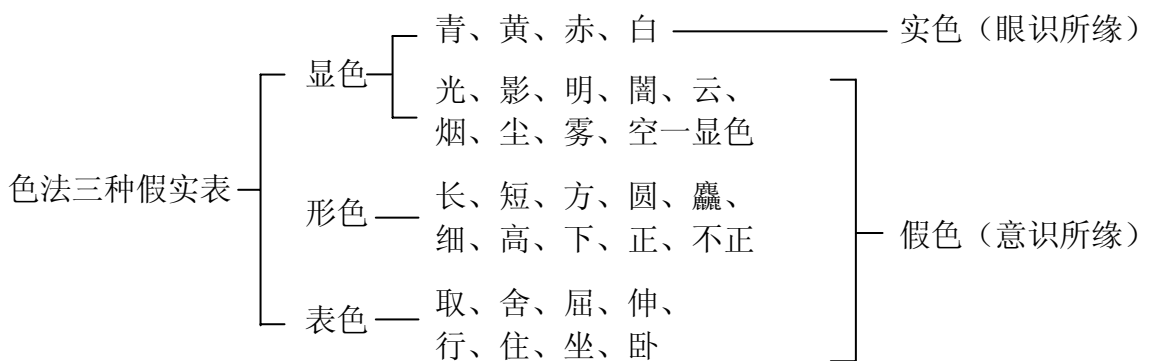 色法三种假实表
显色
青、黄、赤、白
实色（眼识所缘）
光、影、明、闇、云、
烟、尘、雾、空一显色
形色
长、短、方、圆、麤、
细、高、下、正、不正
假色（意识所缘）
表色
取、舍、屈、伸、
行、住、坐、卧